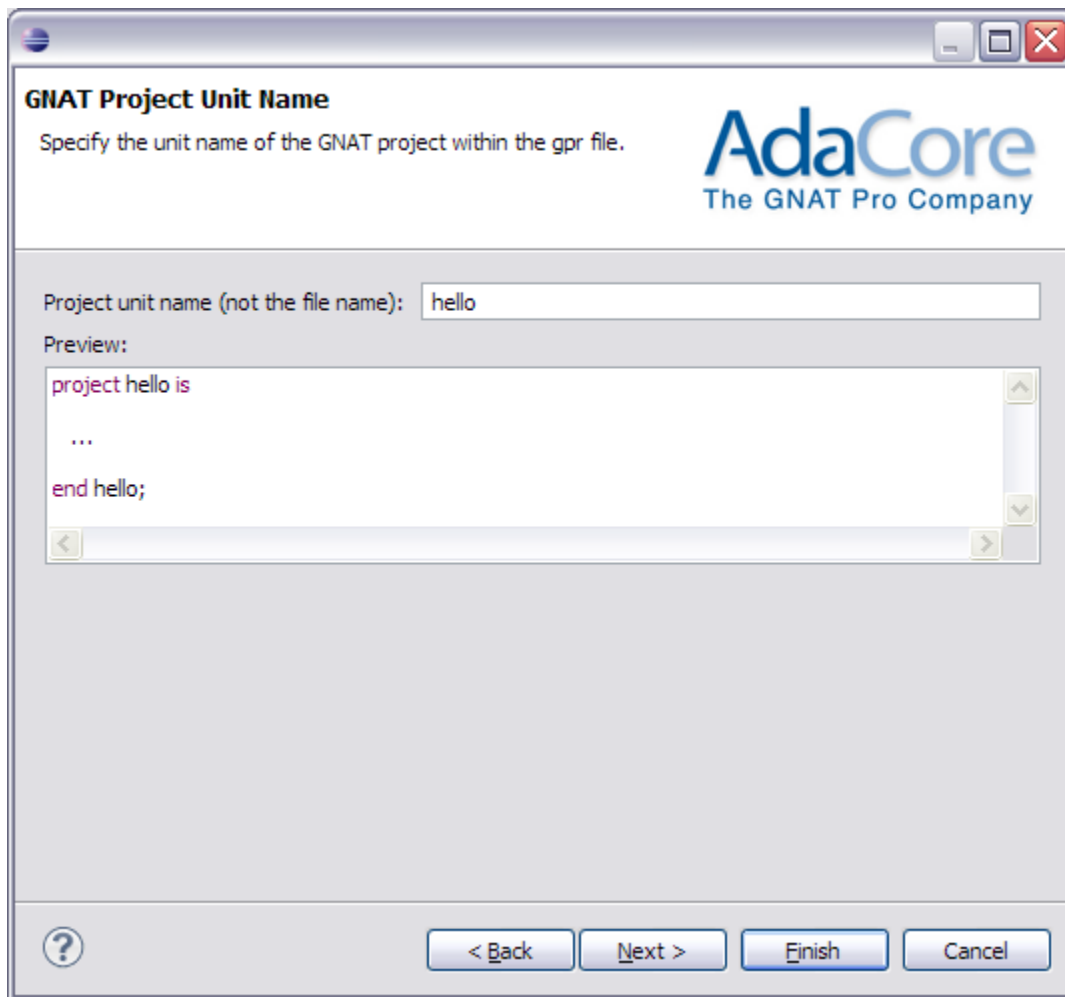 GNAT Project Unit Name
Specify the unit name of the GNAT project within the gpr file.
AdaCore
The GNAT Pro Company
Project unit name (not the file name): hello
Preview:
project hello is
...
end hello;
? < Back Next > Finish Cancel